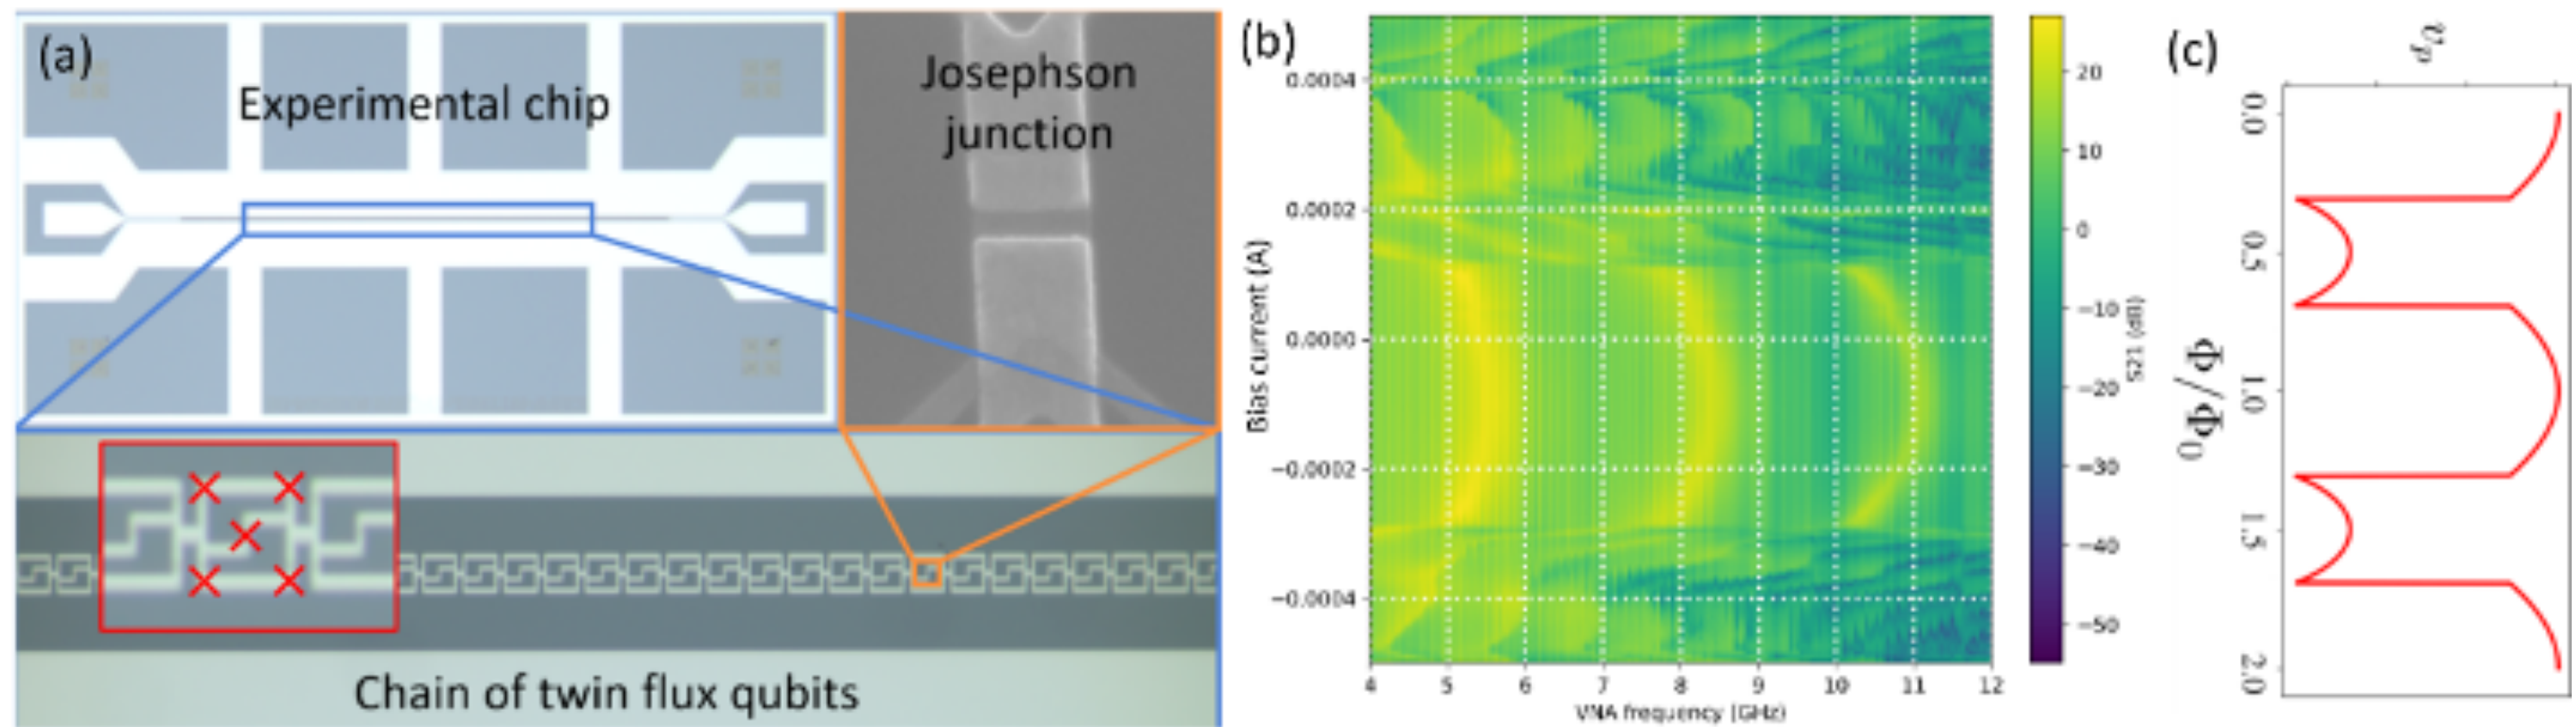 (a)
Experimental chip
Josephson
junction
Chain of twin flux qubits
(b)
Bias current (A)
0.0004
0.0002
0.0000
−0.0002
−0.0004
4 5 6 7 8 9 10 11 12
VNA frequency (GHz)
20
10
0
−10
−20
−30
−40
−50
S21 (dB)
(c)
υp
0.0
0.5
1.0
1.5
2.0
Φ/Φ0